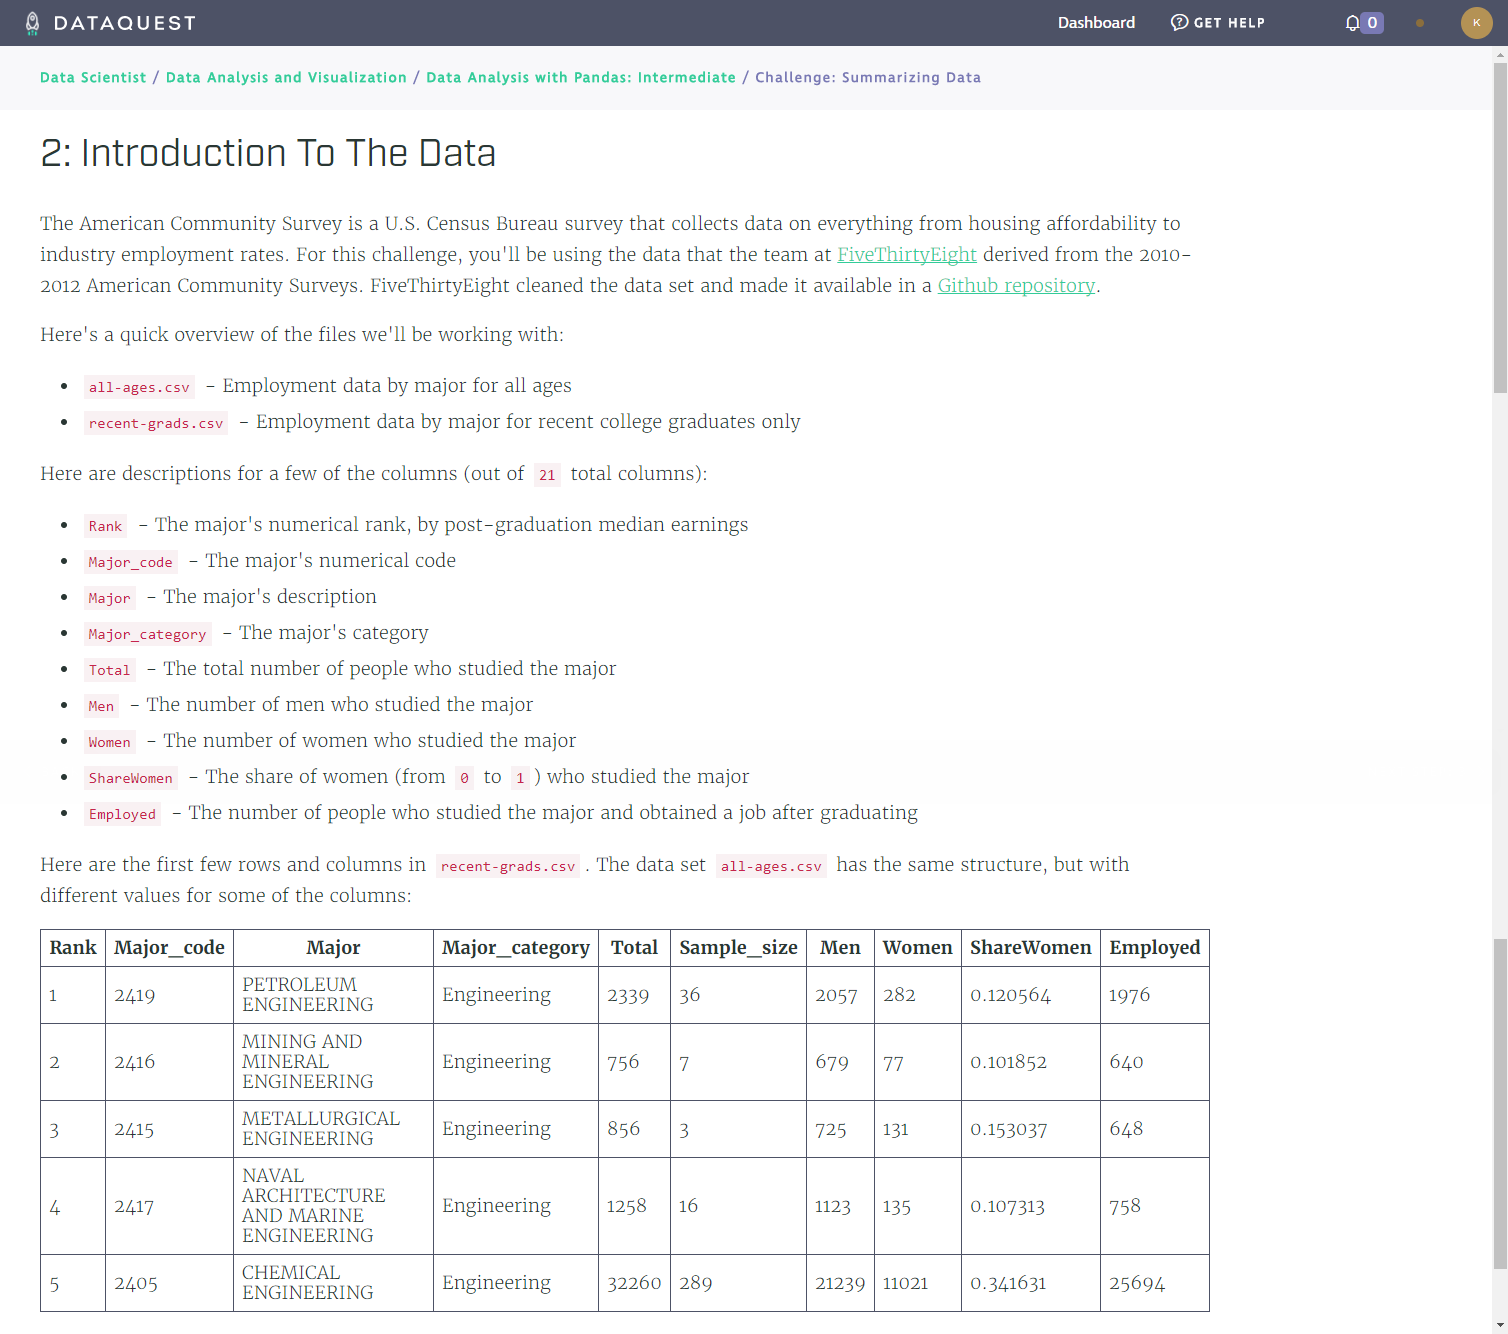 DATAQUEST
Dashboard
GET HELP
0
K
Data Scientist / Data Analysis and Visualization / Data Analysis with Pandas: Intermediate / Challenge: Summarizing Data
2: Introduction To The Data
The American Community Survey is a U.S. Census Bureau survey that collects data on everything from housing affordability to
industry employment rates. For this challenge, you'll be using the data that the team at FiveThirtyEight derived from the 2010-
2012 American Community Surveys. FiveThirtyEight cleaned the data set and made it available in a Github repository.
Here's a quick overview of the files we'll be working with:
• all-ages.csv - Employment data by major for all ages
• recent-grads.csv - Employment data by major for recent college graduates only
Here are descriptions for a few of the columns (out of 21 total columns):
• Rank - The major's numerical rank, by post-graduation median earnings
• Major_code - The major's numerical code
• Major - The major's description
• Major_category - The major's category
• Total - The total number of people who studied the major
• Men - The number of men who studied the major
• Women - The number of women who studied the major
• ShareWomen - The share of women (from 0 to 1 ) who studied the major
• Employed - The number of people who studied the major and obtained a job after graduating
Here are the first few rows and columns in recent-grads.csv . The data set all-ages.csv has the same structure, but with
different values for some of the columns:
Rank Major_code Major Major_category Total Sample_size Men Women ShareWomen Employed
1 2419 PETROLEUM ENGINEERING Engineering 2339 36 2057 282 0.120564 1976
2 2416 MINING AND MINERAL ENGINEERING Engineering 756 7 679 77 0.101852 640
3 2415 METALLURGICAL ENGINEERING Engineering 856 3 725 131 0.153037 648
4 2417 NAVAL ARCHITECTURE AND MARINE ENGINEERING Engineering 1258 16 1123 135 0.107313 758
5 2405 CHEMICAL ENGINEERING Engineering 32260 289 21239 11021 0.341631 25694